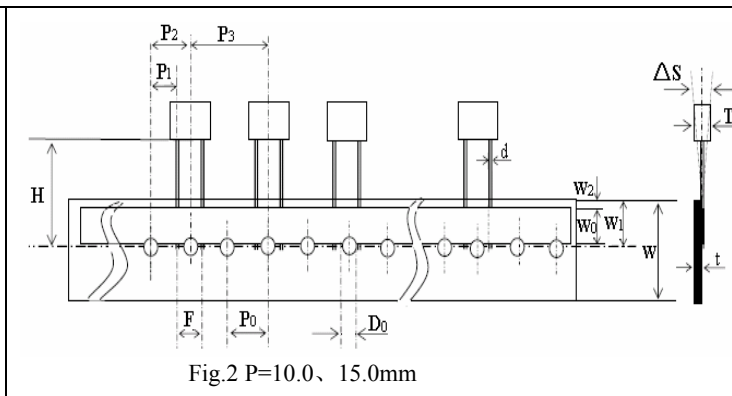 P2 P3
P1
ΔS
T
H
d
W2
W0 W1
W
t
F P0 D0
Fig.2 P=10.0、15.0mm